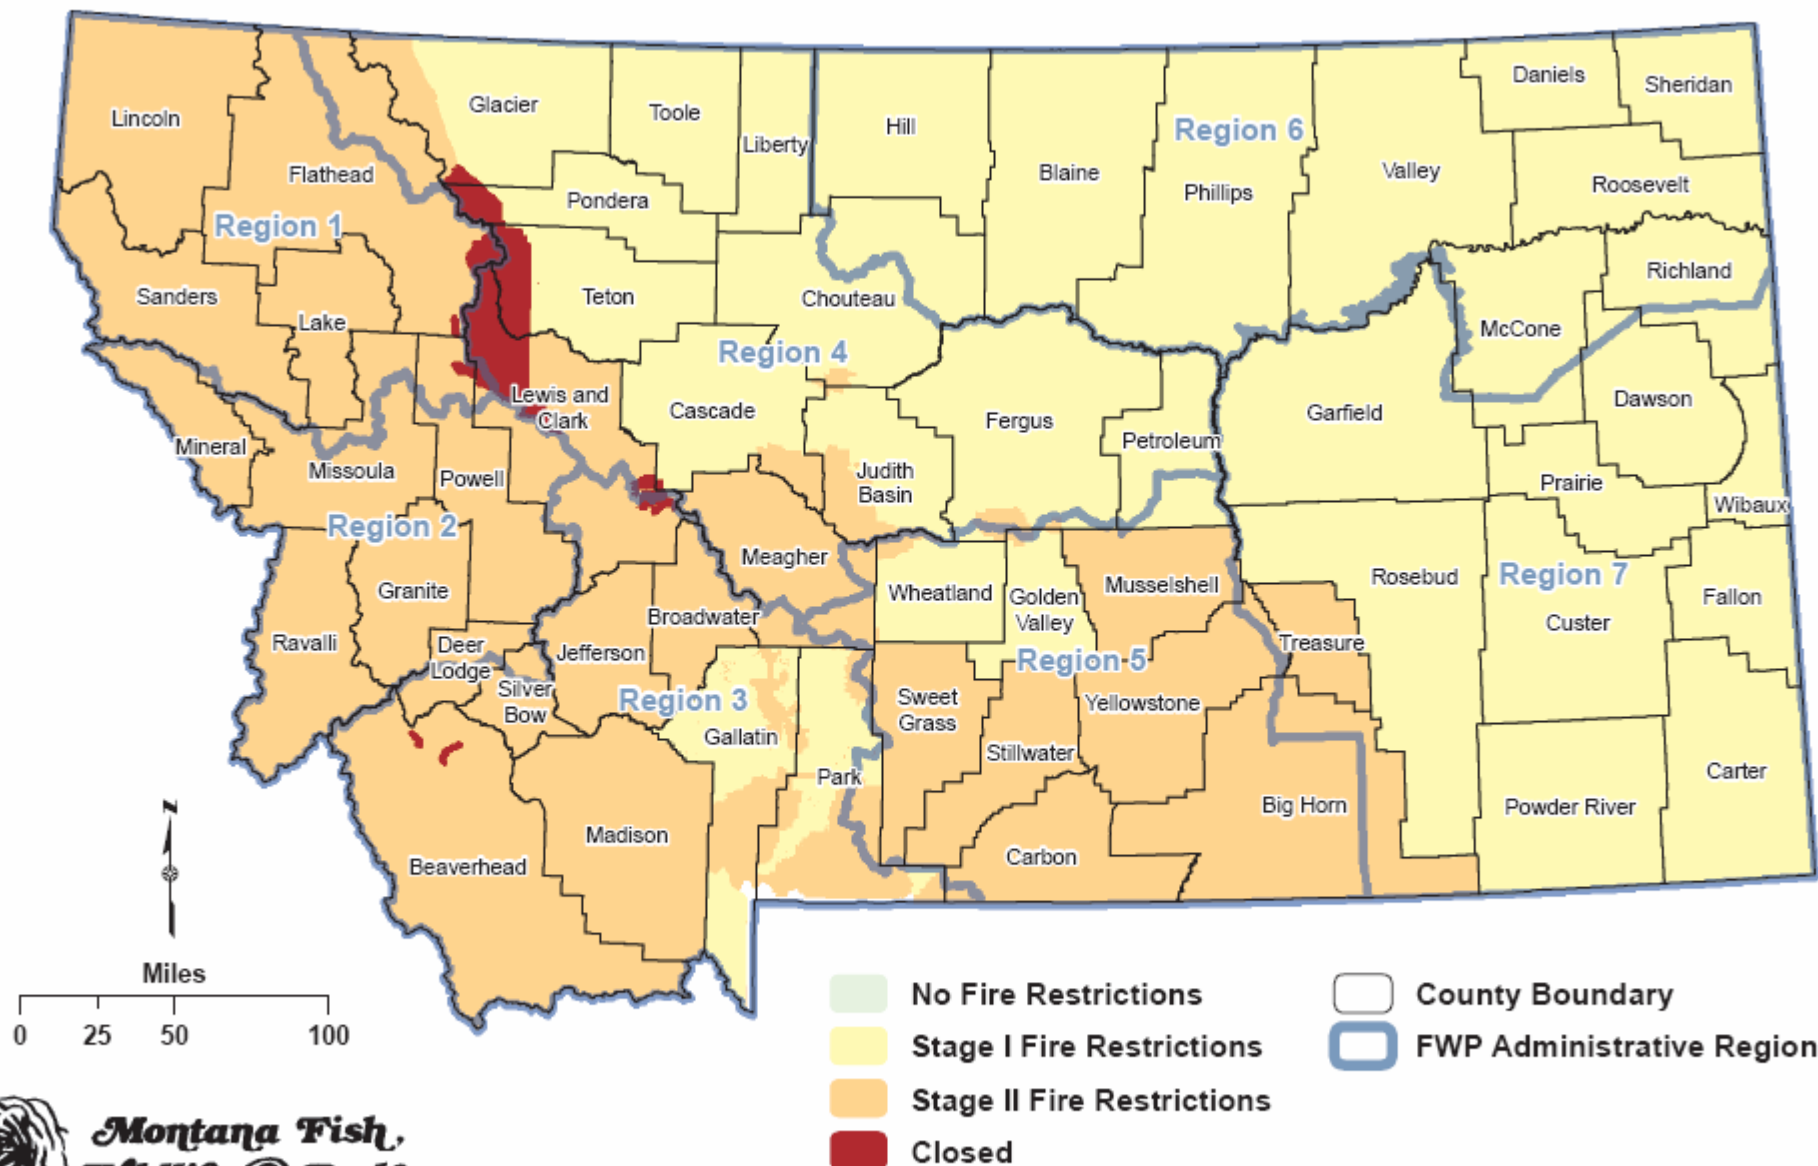 Daniels
Sheridan
Glacier
Toole
Lincoln
Hill
Region 6
Liberty
Flathead
Blaine
Valley
Phillips
Roosevelt
Pondera
Region 1
Richland
Sanders
Teton
Chouteau
Lake
McCone
Region 4
Lewis and
Clark
Cascade
Fergus
Garfield
Dawson
Mineral
Petroleum
Missoula
Powell
Judith
Basin
Prairie
Wibaux
Region 2
Meagher
Granite
Wheatland
Golden
Valley
Musselshell
Rosebud
Region 7
Fallon
Broadwater
Custer
Ravalli
Deer
Lodge
Jefferson
Treasure
Region 5
Silver
Bow
Region 3
Sweet
Grass
Yellowstone
Gallatin
Stillwater
Park
Carter
N
Madison
Big Horn
Powder River
Beaverhead
Carbon
Miles
0 25 50 100
No Fire Restrictions
Stage I Fire Restrictions
Stage II Fire Restrictions
Closed
County Boundary
FWP Administrative Region
Montana Fish,